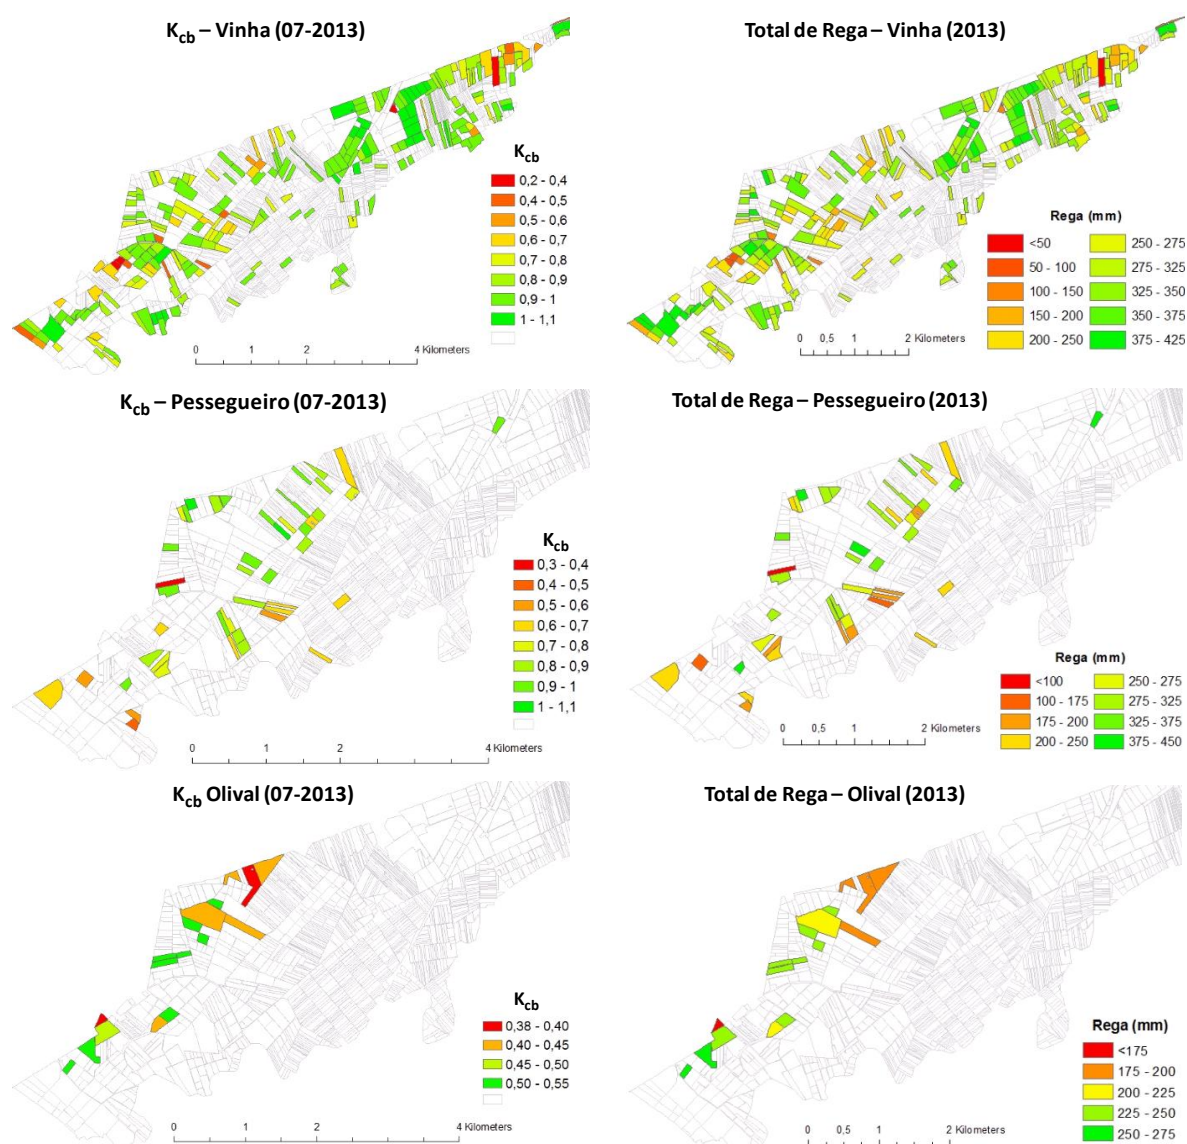 K_cb – Vinha (07-2013)
K_cb
0,2 - 0,4
0,4 - 0,5
0,5 - 0,6
0,6 - 0,7
0,7 - 0,8
0,8 - 0,9
0,9 - 1
1 - 1,1
0 1 2 4 Kilometers
Total de Rega – Vinha (2013)
Rega (mm)
<50
50 - 100
100 - 150
150 - 200
200 - 250
250 - 275
275 - 325
325 - 350
350 - 375
375 - 425
0 0,5 1 2 Kilometers
K_cb – Pessegueiro (07-2013)
K_cb
0,3 - 0,4
0,4 - 0,5
0,5 - 0,6
0,6 - 0,7
0,7 - 0,8
0,8 - 0,9
0,9 - 1
1 - 1,1
0 1 2 4 Kilometers
Total de Rega – Pessegueiro (2013)
Rega (mm)
<100
100 - 175
175 - 200
200 - 250
250 - 275
275 - 325
325 - 375
375 - 450
0 0,5 1 2 Kilometers
K_cb Olival (07-2013)
K_cb
0,38 - 0,40
0,40 - 0,45
0,45 - 0,50
0,50 - 0,55
0 1 2 4 Kilometers
Total de Rega – Olival (2013)
Rega (mm)
<175
175 - 200
200 - 225
225 - 250
250 - 275
0 0,5 1 2 Kilometers